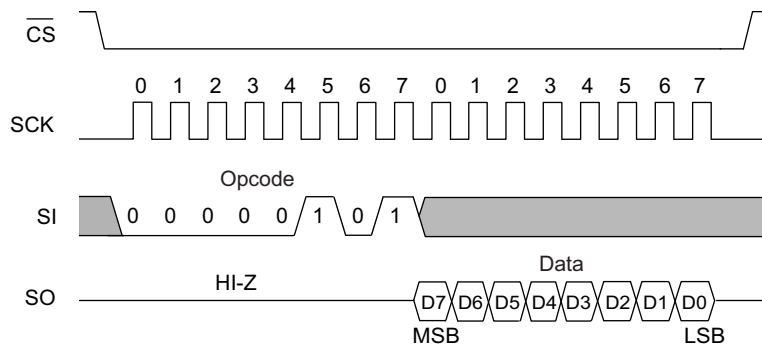 CS
0 1 2 3 4 5 6 7 0 1 2 3 4 5 6 7
SCK
Opcode
SI 0 0 0 0 0 1 0 1
HI-Z Data
SO D7 D6 D5 D4 D3 D2 D1 D0
MSB LSB